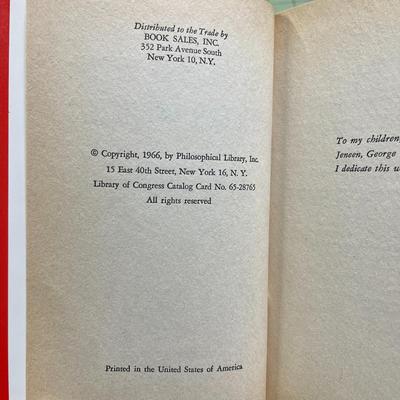 Distributed to the Trade by
BOOK SALES, INC.
352 Park Avenue South
New York 10, N.Y.
© Copyright, 1966, by Philosophical Library, Inc.
15 East 40th Street, New York 16, N. Y.
Library of Congress Catalog Card No. 65-28765
All rights reserved
Printed in the United States of America
To my children,
Jeneen, George
I dedicate this